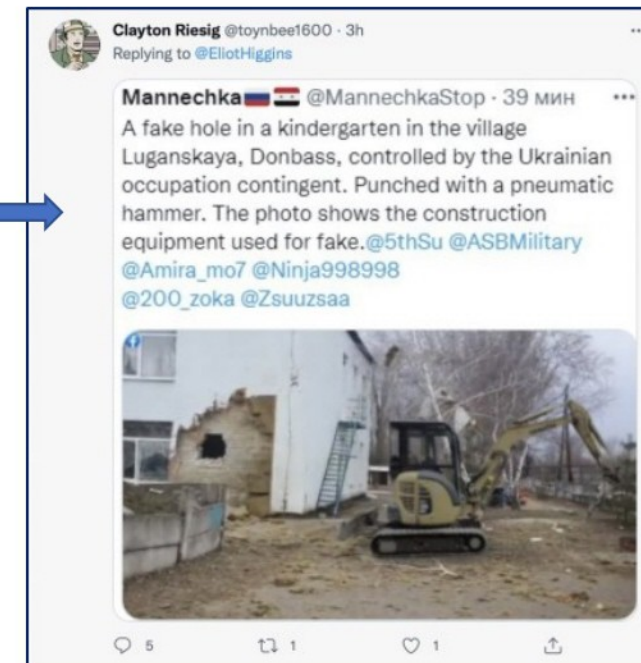 Clayton Riesig @toynbee1600 · 3h
Replying to @EliotHiggins
Mannechka @MannechkaStop · 39 мин
A fake hole in a kindergarten in the village
Luganskaya, Donbass, controlled by the Ukrainian
occupation contingent. Punched with a pneumatic
hammer. The photo shows the construction
equipment used for fake.@5thSu @ASBMilitary
@Amira_mo7 @Ninja998998
@200_zoka @Zsuuzsaa
5 1 1